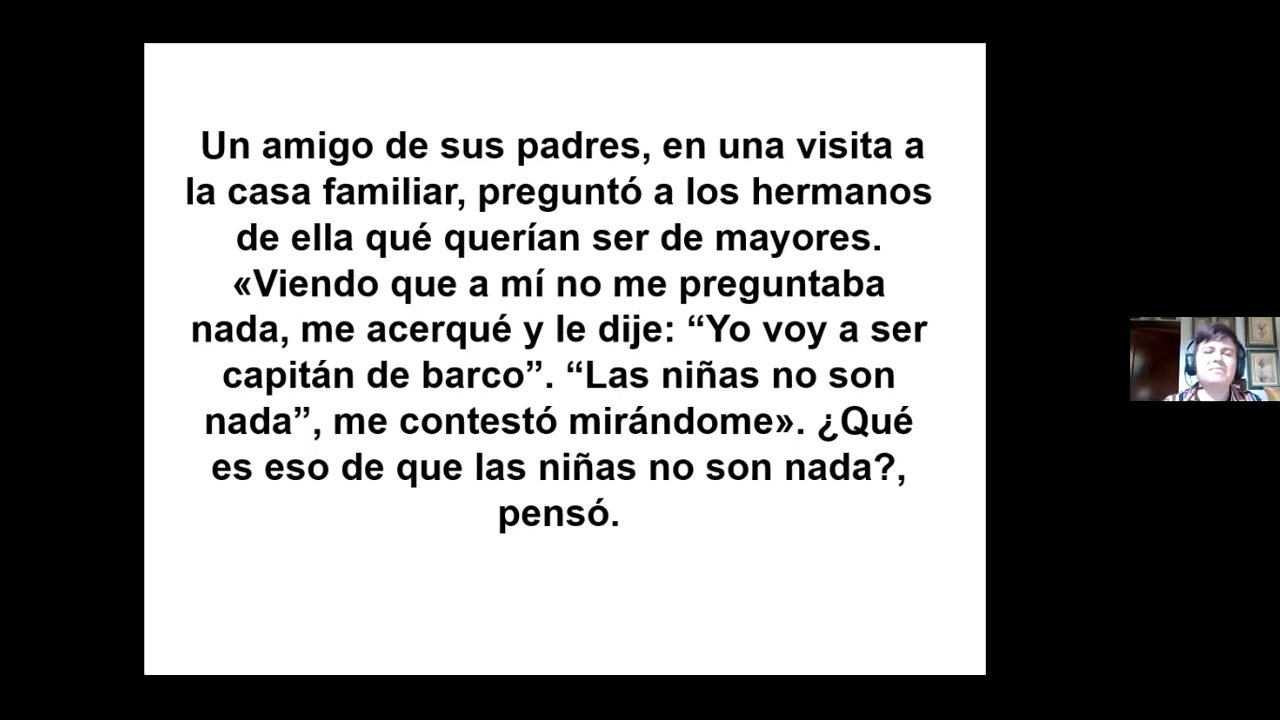 Un amigo de sus padres, en una visita a
la casa familiar, preguntó a los hermanos
de ella qué querían ser de mayores.
«Viendo que a mí no me preguntaba
nada, me acerqué y le dije: “Yo voy a ser
capitán de barco”. “Las niñas no son
nada”, me contestó mirándome». ¿Qué
es eso de que las niñas no son nada?,
pensó.